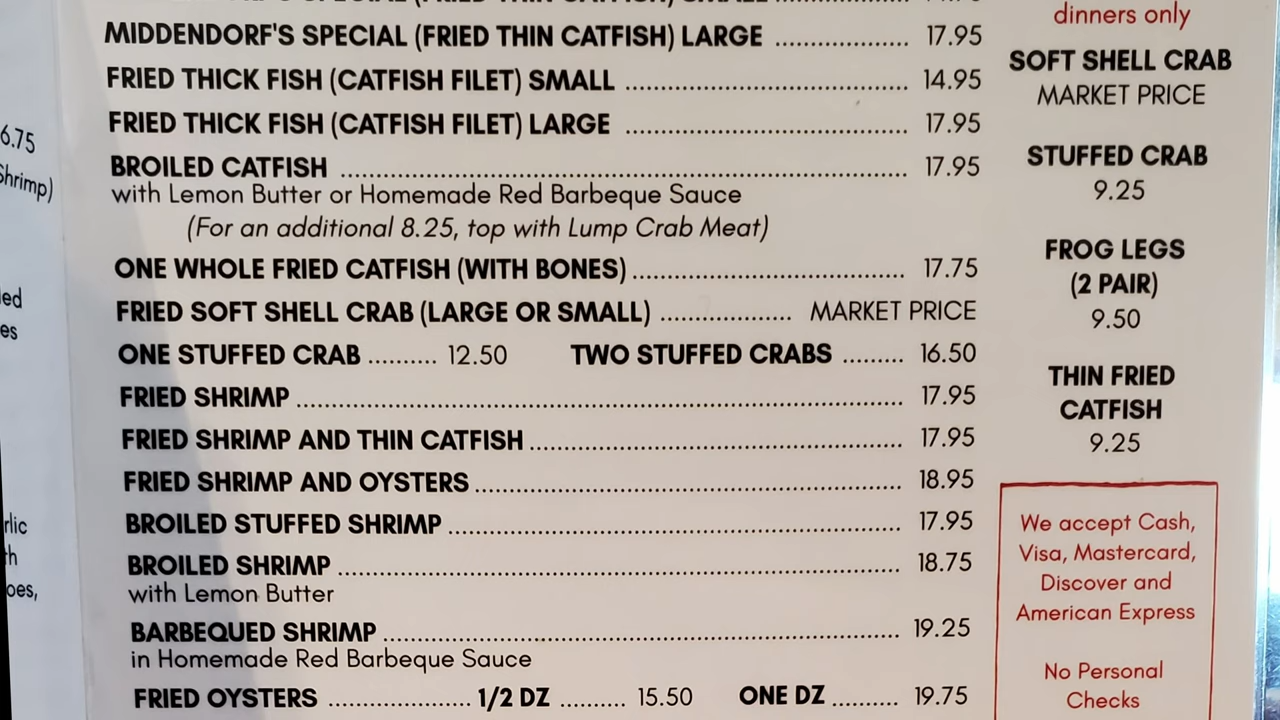 MIDDENDORF'S SPECIAL (FRIED THIN CATFISH) LARGE .................... 17.95
FRIED THICK FISH (CATFISH FILET) SMALL .......................................... 14.95
FRIED THICK FISH (CATFISH FILET) LARGE .......................................... 17.95
BROILED CATFISH .................................................................................... 17.95
with Lemon Butter or Homemade Red Barbeque Sauce
(For an additional 8.25, top with Lump Crab Meat)
ONE WHOLE FRIED CATFISH (WITH BONES) ........................................ 17.75
FRIED SOFT SHELL CRAB (LARGE OR SMALL) .................... MARKET PRICE
ONE STUFFED CRAB .......... 12.50 TWO STUFFED CRABS ......... 16.50
FRIED SHRIMP ........................................................................................... 17.95
FRIED SHRIMP AND THIN CATFISH ........................................................ 17.95
FRIED SHRIMP AND OYSTERS ................................................................ 18.95
BROILED STUFFED SHRIMP .................................................................... 17.95
BROILED SHRIMP ..................................................................................... 18.75
with Lemon Butter
BARBEQUED SHRIMP .............................................................................. 19.25
in Homemade Red Barbeque Sauce
FRIED OYSTERS ..................... 1/2 DZ .......... 15.50 ONE DZ .......... 19.75
dinners only
SOFT SHELL CRAB
MARKET PRICE
STUFFED CRAB
9.25
FROG LEGS
(2 PAIR)
9.50
THIN FRIED
CATFISH
9.25
We accept Cash,
Visa, Mastercard,
Discover and
American Express
No Personal
Checks
6.75
Shrimp)